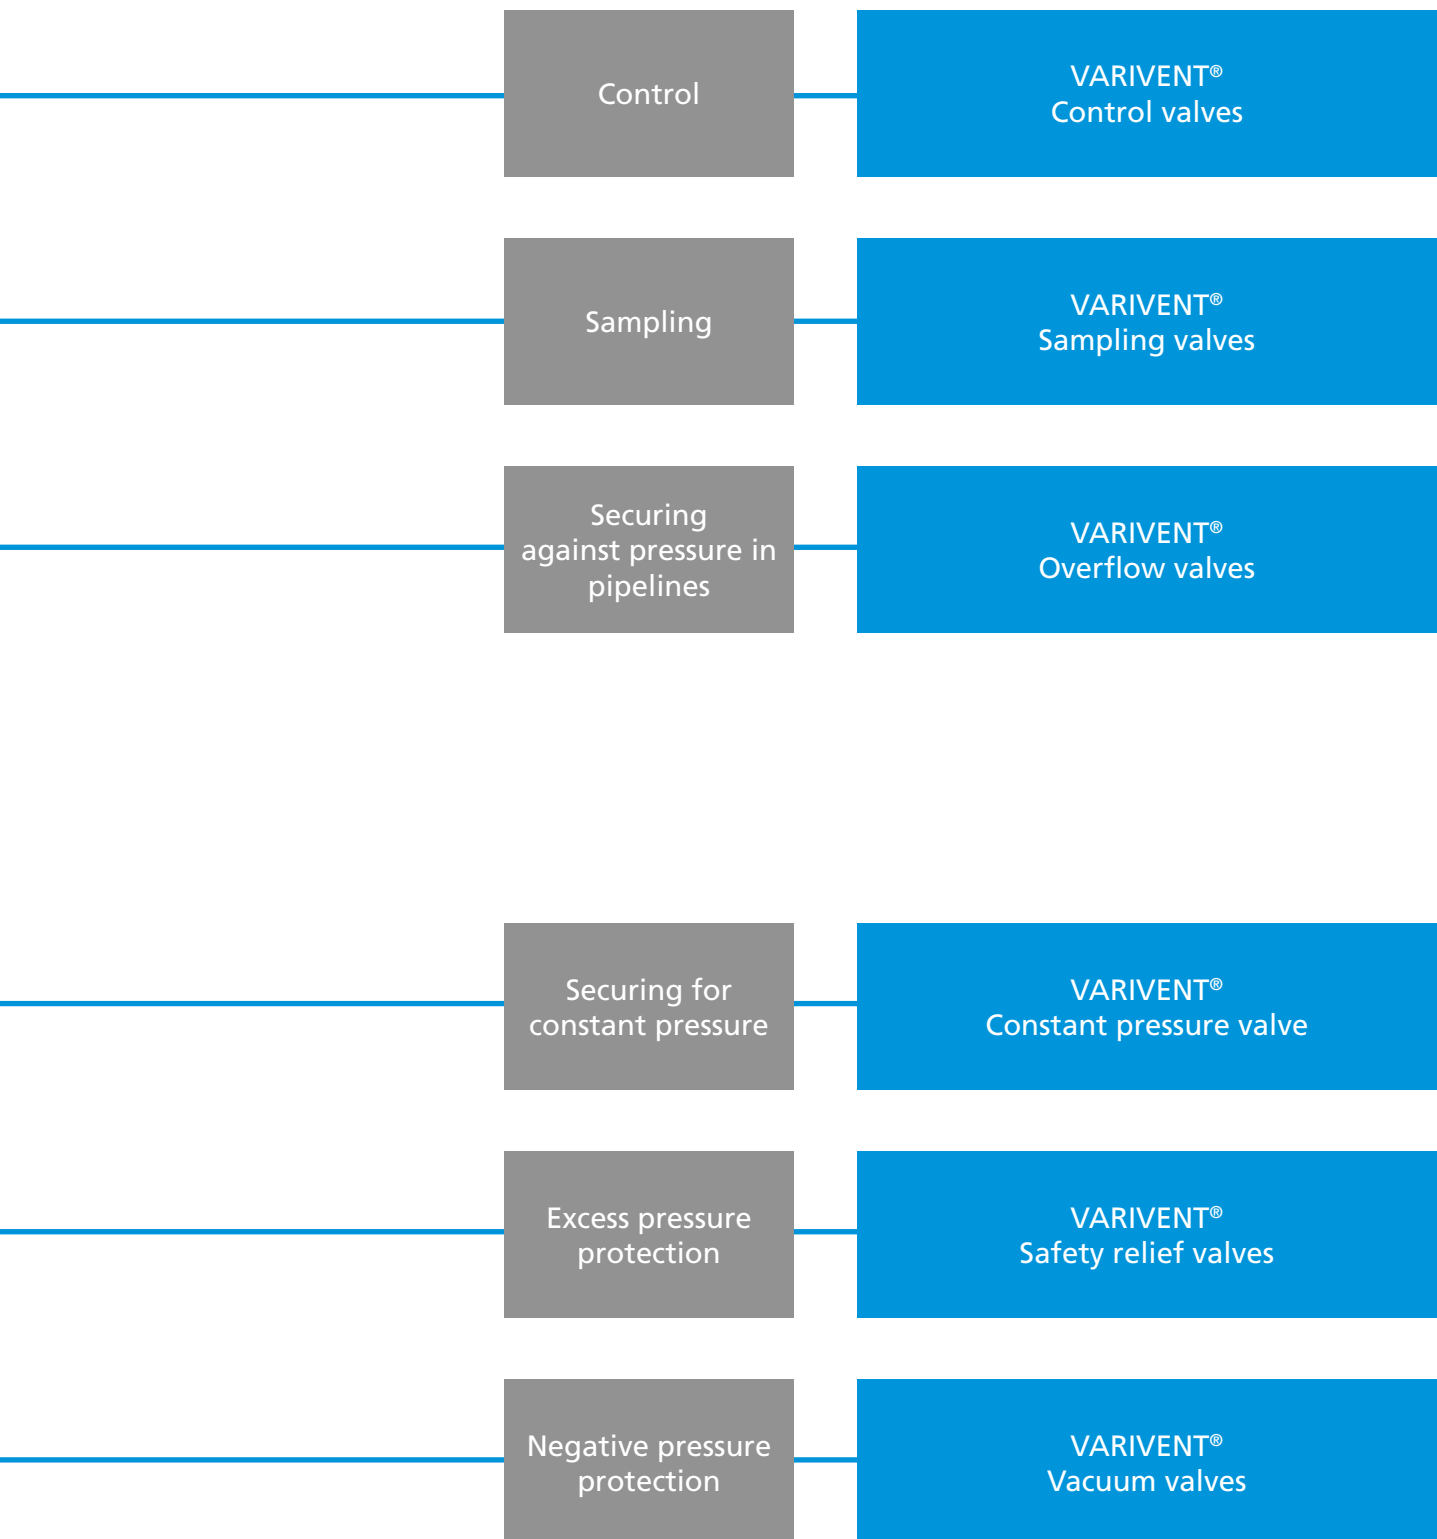 Control
VARIVENT®
Control valves
Sampling
VARIVENT®
Sampling valves
Securing
against pressure in
pipelines
VARIVENT®
Overflow valves
Securing for
constant pressure
VARIVENT®
Constant pressure valve
Excess pressure
protection
VARIVENT®
Safety relief valves
Negative pressure
protection
VARIVENT®
Vacuum valves